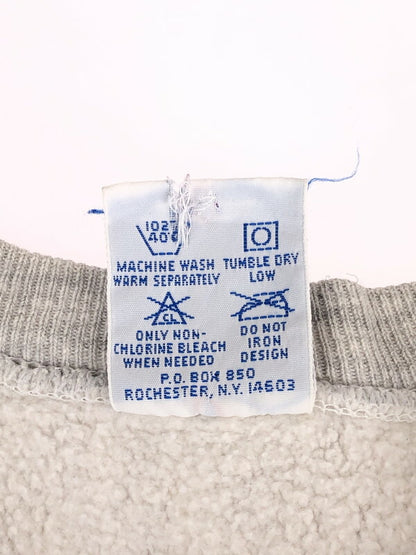 102
40
MACHINE WASH TUMBLE DRY
WARM SEPARATELY LOW
CL
ONLY NON-
CHLORINE BLEACH
WHEN NEEDED
DO NOT
IRON
DESIGN
P.O. BOX 850
ROCHESTER, N.Y. 14603